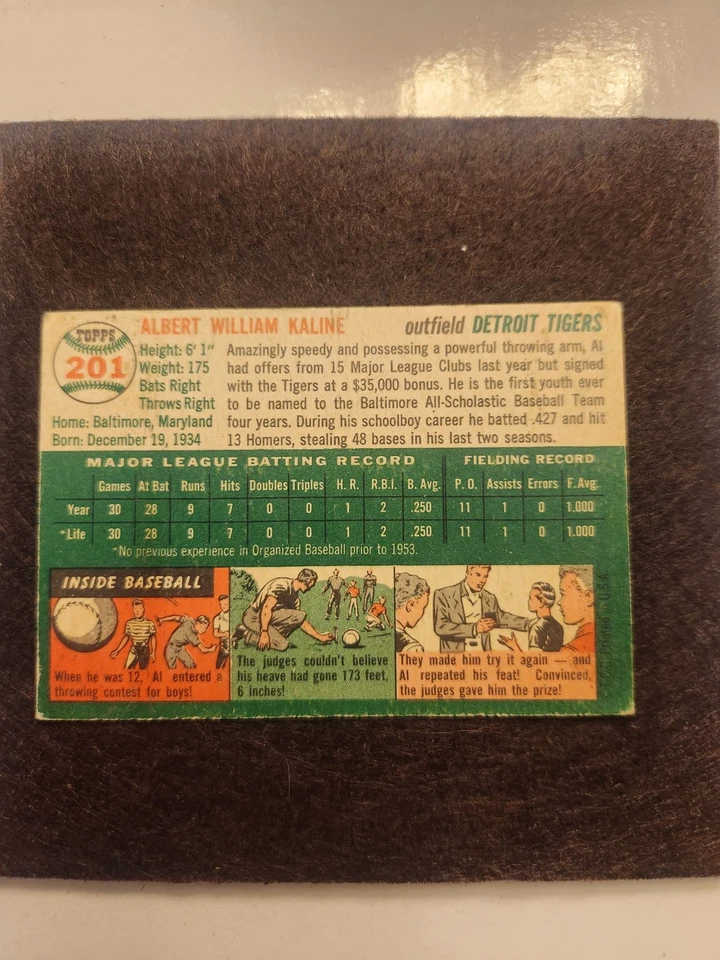 TOPPS
201
ALBERT WILLIAM KALINE
outfield DETROIT TIGERS
Height: 6' 1"
Weight: 175
Bats Right
Throws Right
Home: Baltimore, Maryland
Born: December 19, 1934
Amazingly speedy and possessing a powerful throwing arm, Al
had offers from 15 Major League Clubs last year but signed
with the Tigers at a $35,000 bonus. He is the first youth ever
to be named to the Baltimore All-Scholastic Baseball Team
four years. During his schoolboy career he batted .427 and hit
13 Homers, stealing 48 bases in his last two seasons.
MAJOR LEAGUE BATTING RECORD FIELDING RECORD
Games At Bat Runs Hits Doubles Triples H. R. R.B.I. B. Avg. P. O. Assists Errors F. Avg.
Year 30 28 9 7 0 0 1 2 .250 11 1 0 1.000
*Life 30 28 9 7 0 0 1 2 .250 11 1 0 1.000
*No previous experience in Organized Baseball prior to 1953.
INSIDE BASEBALL
When he was 12, Al entered a
throwing contest for boys!
The judges couldn't believe
his heave had gone 173 feet,
6 inches!
They made him try it again — and
Al repeated his feat! Convinced,
the judges gave him the prize!
U.S.A.